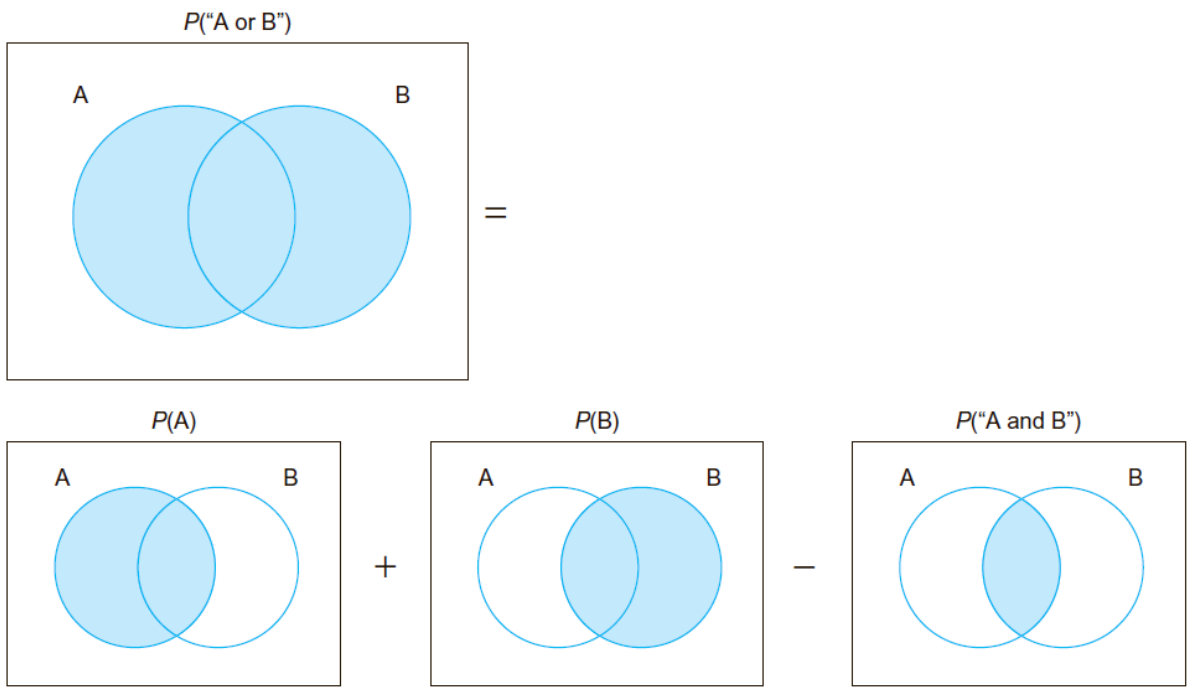 P(“A or B”)
A B
=
P(A) P(B) P(“A and B”)
A B A B A B
+ −